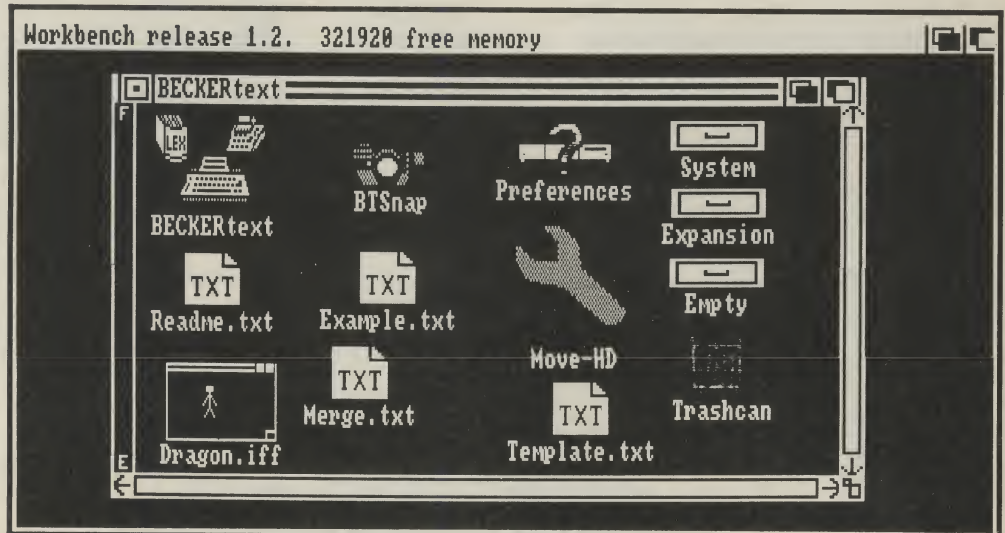 Workbench release 1.2.  321920 free memory
BECKERtext
F
LEX
BECKERtext
BTSnap
Preferences
System
Expansion
Empty
TXT
Readme.txt
TXT
Example.txt
Move-HD
Trashcan
Dragon.iff
TXT
Merge.txt
TXT
Template.txt
E